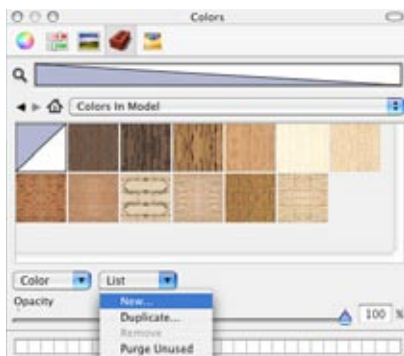 Colors
Colors In Model
Color
List
Opacity
New...
Duplicate...
Remove
Purge Unused
100 %